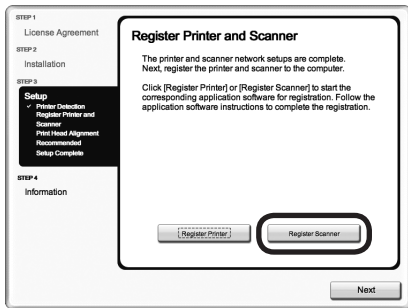 STEP 1
License Agreement
STEP 2
Installation
STEP 3
Setup
✓ Printer Detection
Register Printer and
Scanner
Print Head Alignment
Recommended
Setup Complete
STEP 4
Information
Register Printer and Scanner
The printer and scanner network setups are complete.
Next, register the printer and scanner to the computer.
Click [Register Printer] or [Register Scanner] to start the
corresponding application software for registration. Follow the
application software instructions to complete the registration.
Register Printer
Register Scanner
Next